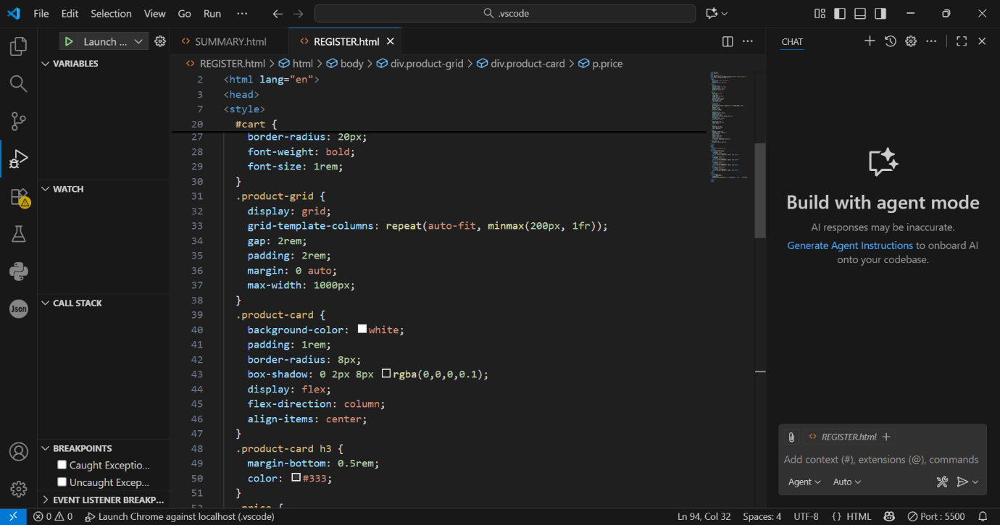 File Edit Selection View Go Run ··· .vscode
Launch ...
VARIABLES
WATCH
CALL STACK
BREAKPOINTS
Caught Exceptio...
Uncaught Excep...
EVENT LISTENER BREAKP...
Json
SUMMARY.html REGISTER.html
REGISTER.html > html > body > div.product-grid > div.product-card > p.price
2 <html lang="en">
3 <head>
7 <style>
20 #cart {
27 border-radius: 20px;
28 font-weight: bold;
29 font-size: 1rem;
30 }
31 .product-grid {
32 display: grid;
33 grid-template-columns: repeat(auto-fit, minmax(200px, 1fr));
34 gap: 2rem;
35 padding: 2rem;
36 margin: 0 auto;
37 max-width: 1000px;
38 }
39 .product-card {
40 background-color: white;
41 padding: 1rem;
42 border-radius: 8px;
43 box-shadow: 0 2px 8px rgba(0,0,0,0.1);
44 display: flex;
45 flex-direction: column;
46 align-items: center;
47 }
48 .product-card h3 {
49 margin-bottom: 0.5rem;
50 color: #333;
51 }
52 .price {
CHAT
Build with agent mode
AI responses may be inaccurate.
Generate Agent Instructions to onboard AI
onto your codebase.
REGISTER.html
Add context (#), extensions (@), commands
Agent Auto
0 0 Launch Chrome against localhost (.vscode) Ln 94, Col 32 Spaces: 4 UTF-8 {} HTML Port : 5500